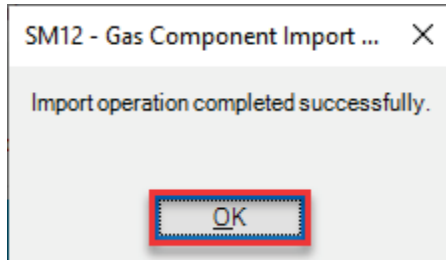 SM12 - Gas Component Import ...
Import operation completed successfully.
OK